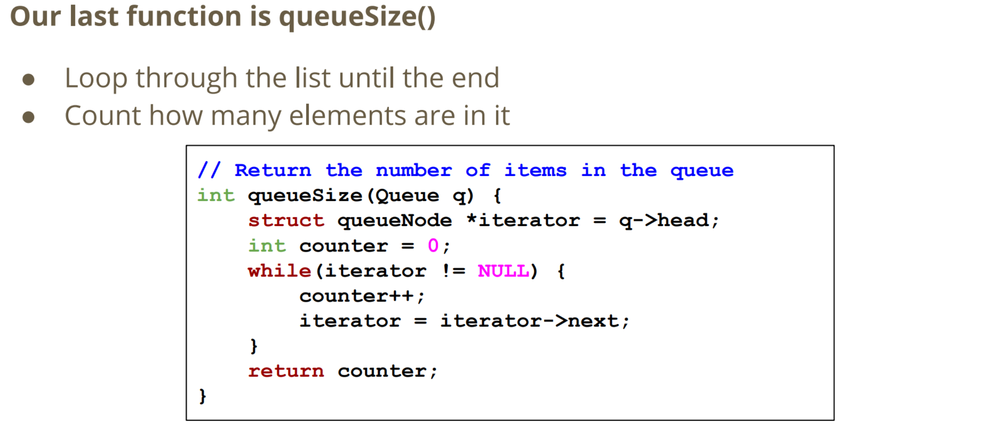 Our last function is queueSize()
● Loop through the list until the end
● Count how many elements are in it
// Return the number of items in the queue
int queueSize(Queue q) {
    struct queueNode *iterator = q->head;
    int counter = 0;
    while(iterator != NULL) {
        counter++;
        iterator = iterator->next;
    }
    return counter;
}